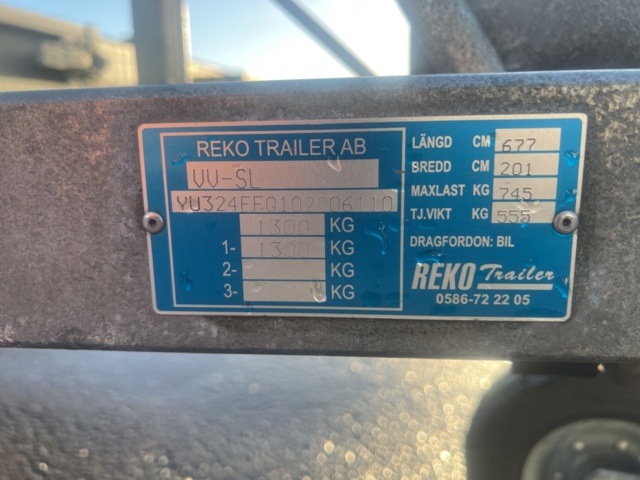 REKO TRAILER AB
VV-SL
1300 KG
1- 1300 KG
2- KG
3- KG
LÄNGD CM 677
BREDD CM 201
MAXLAST KG 745
TJ.VIKT KG 555
DRAGFORDON: BIL
REKO Trailer
0586-72 22 05